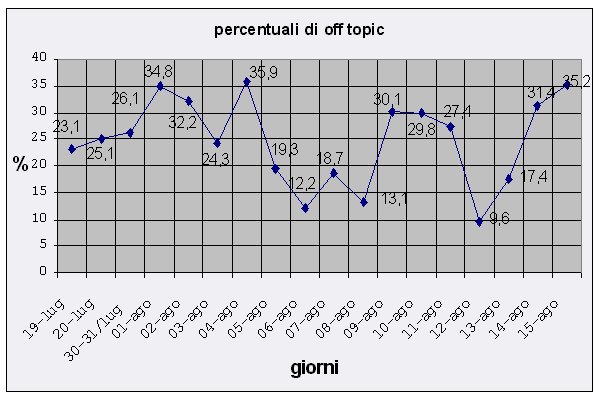 percentuali di off topic
40
35
30
25
20
15
10
5
0
%
23,1
25,1
26,1
34,8
32,2
24,3
35,9
19,3
12,2
18,7
13,1
30,1
29,8
27,4
9,6
17,4
31,4
35,2
19-lug
20-lug
30-31/lug
01-ago
02-ago
03-ago
04-ago
05-ago
06-ago
07-ago
08-ago
09-ago
10-ago
11-ago
12-ago
13-ago
14-ago
15-ago
giorni